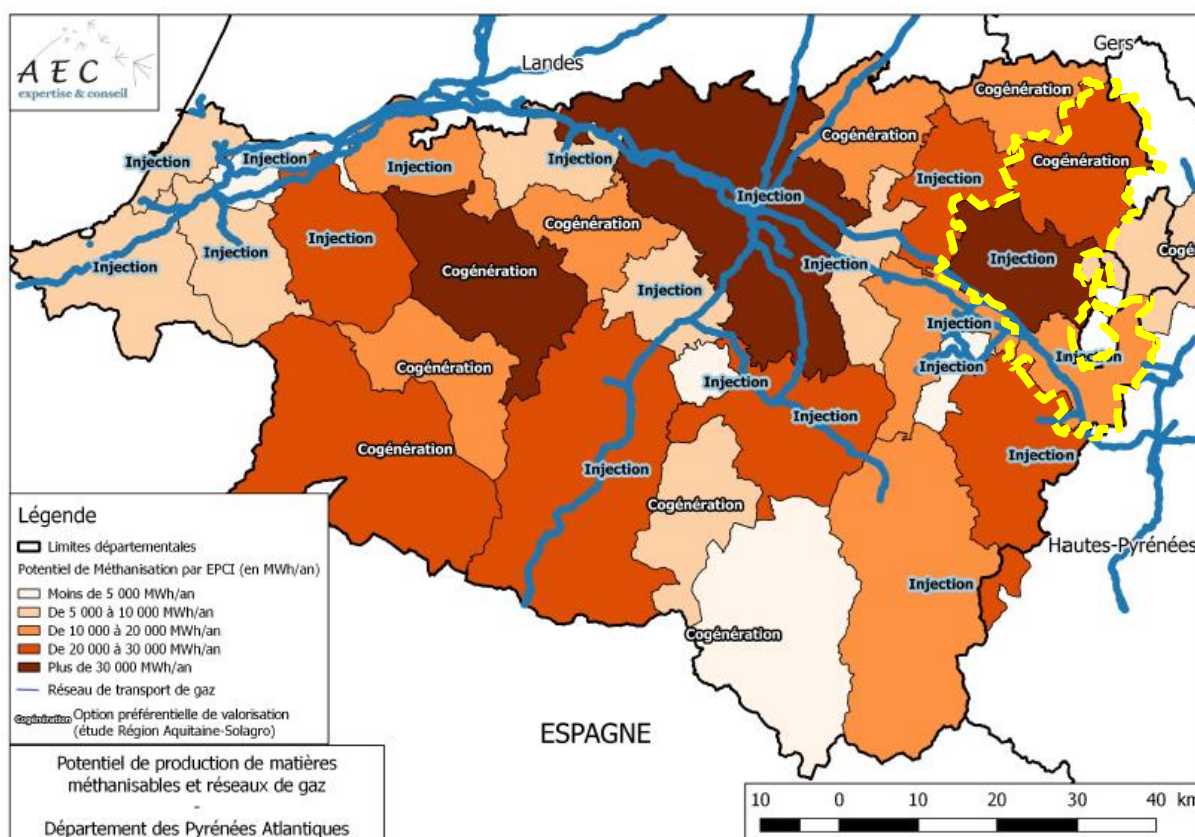 AEC
expertise & conseil
Landes
Gers
Cogénération
Cogénération
Cogénération
Injection
Injection
Injection
Injection
Injection
Injection
Injection
Injection
Injection
Injection
Cogénération
Cogénération
Injection
Injection
Injection
Injection
Injection
Injection
Cogénération
Injection
Injection
Cogénération
Injection
Injection
Cogénération
Injection
Cogénération
Hautes-Pyrénées
ESPAGNE
Légende
Limites départementales
Potentiel de Méthanisation par EPCI (en MWh/an)
Moins de 5 000 MWh/an
De 5 000 à 10 000 MWh/an
De 10 000 à 20 000 MWh/an
De 20 000 à 30 000 MWh/an
Plus de 30 000 MWh/an
Réseau de transport de gaz
Cogénération Option préférentielle de valorisation
(étude Région Aquitaine-Solagro)
Potentiel de production de matières
méthanisables et réseaux de gaz
-
Département des Pyrénées Atlantiques
10 0 10 20 30 40 km